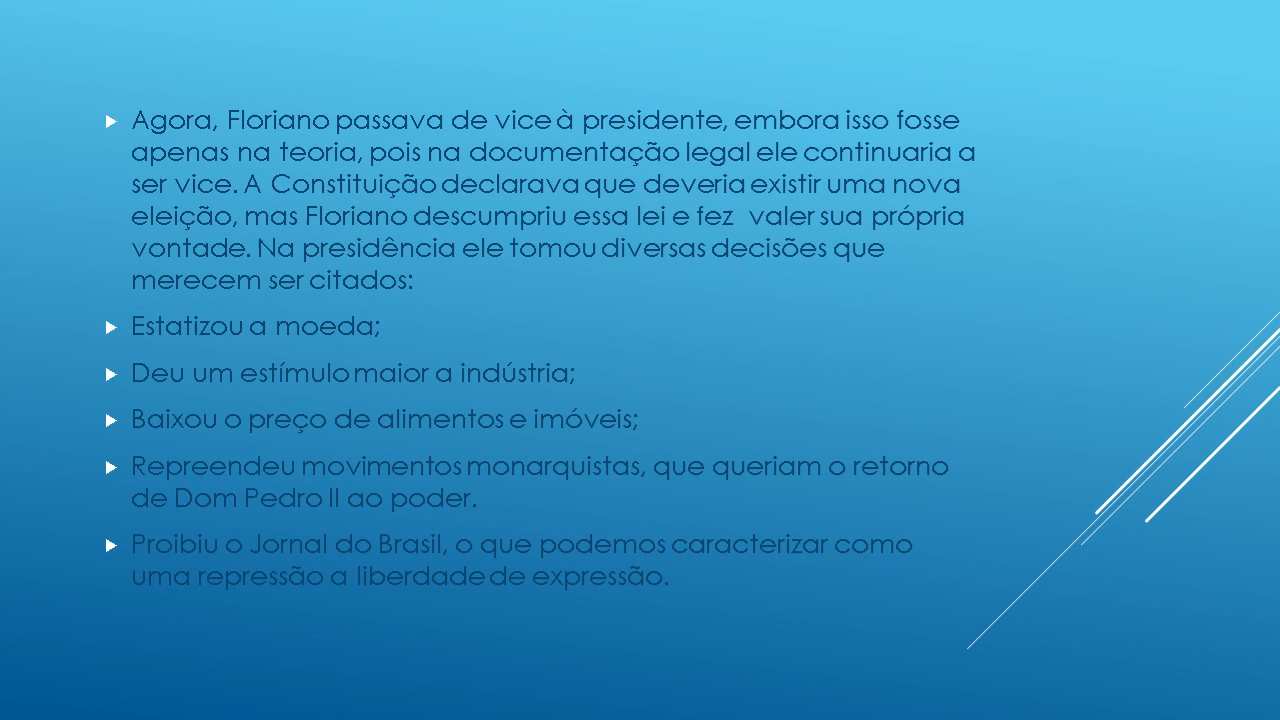 Agora, Floriano passava de vice à presidente, embora isso fosse
apenas na teoria, pois na documentação legal ele continuaria a
ser vice. A Constituição declarava que deveria existir uma nova
eleição, mas Floriano descumpriu essa lei e fez valer sua própria
vontade. Na presidência ele tomou diversas decisões que
merecem ser citados:
Estatizou a moeda;
Deu um estímulo maior a indústria;
Baixou o preço de alimentos e imóveis;
Repreendeu movimentos monarquistas, que queriam o retorno
de Dom Pedro II ao poder.
Proibiu o Jornal do Brasil, o que podemos caracterizar como
uma repressão a liberdade de expressão.